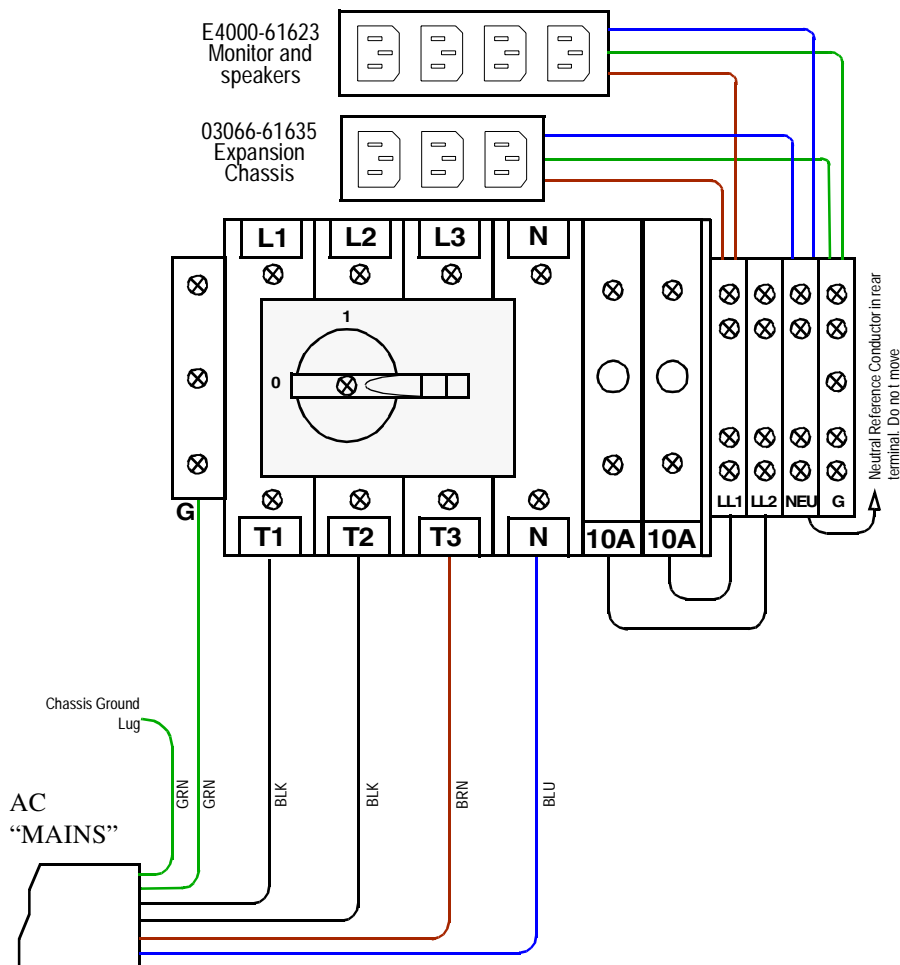 E4000-61623
Monitor and
speakers
03066-61635
Expansion
Chassis
L1
L2
L3
N
1
0
G
T1
T2
T3
N
10A
10A
LL1
LL2
NEU
G
Neutral Reference Conductor in rear
terminal. Do not move
Chassis Ground
Lug
GRN
GRN
BLK
BLK
BRN
BLU
AC
“MAINS”